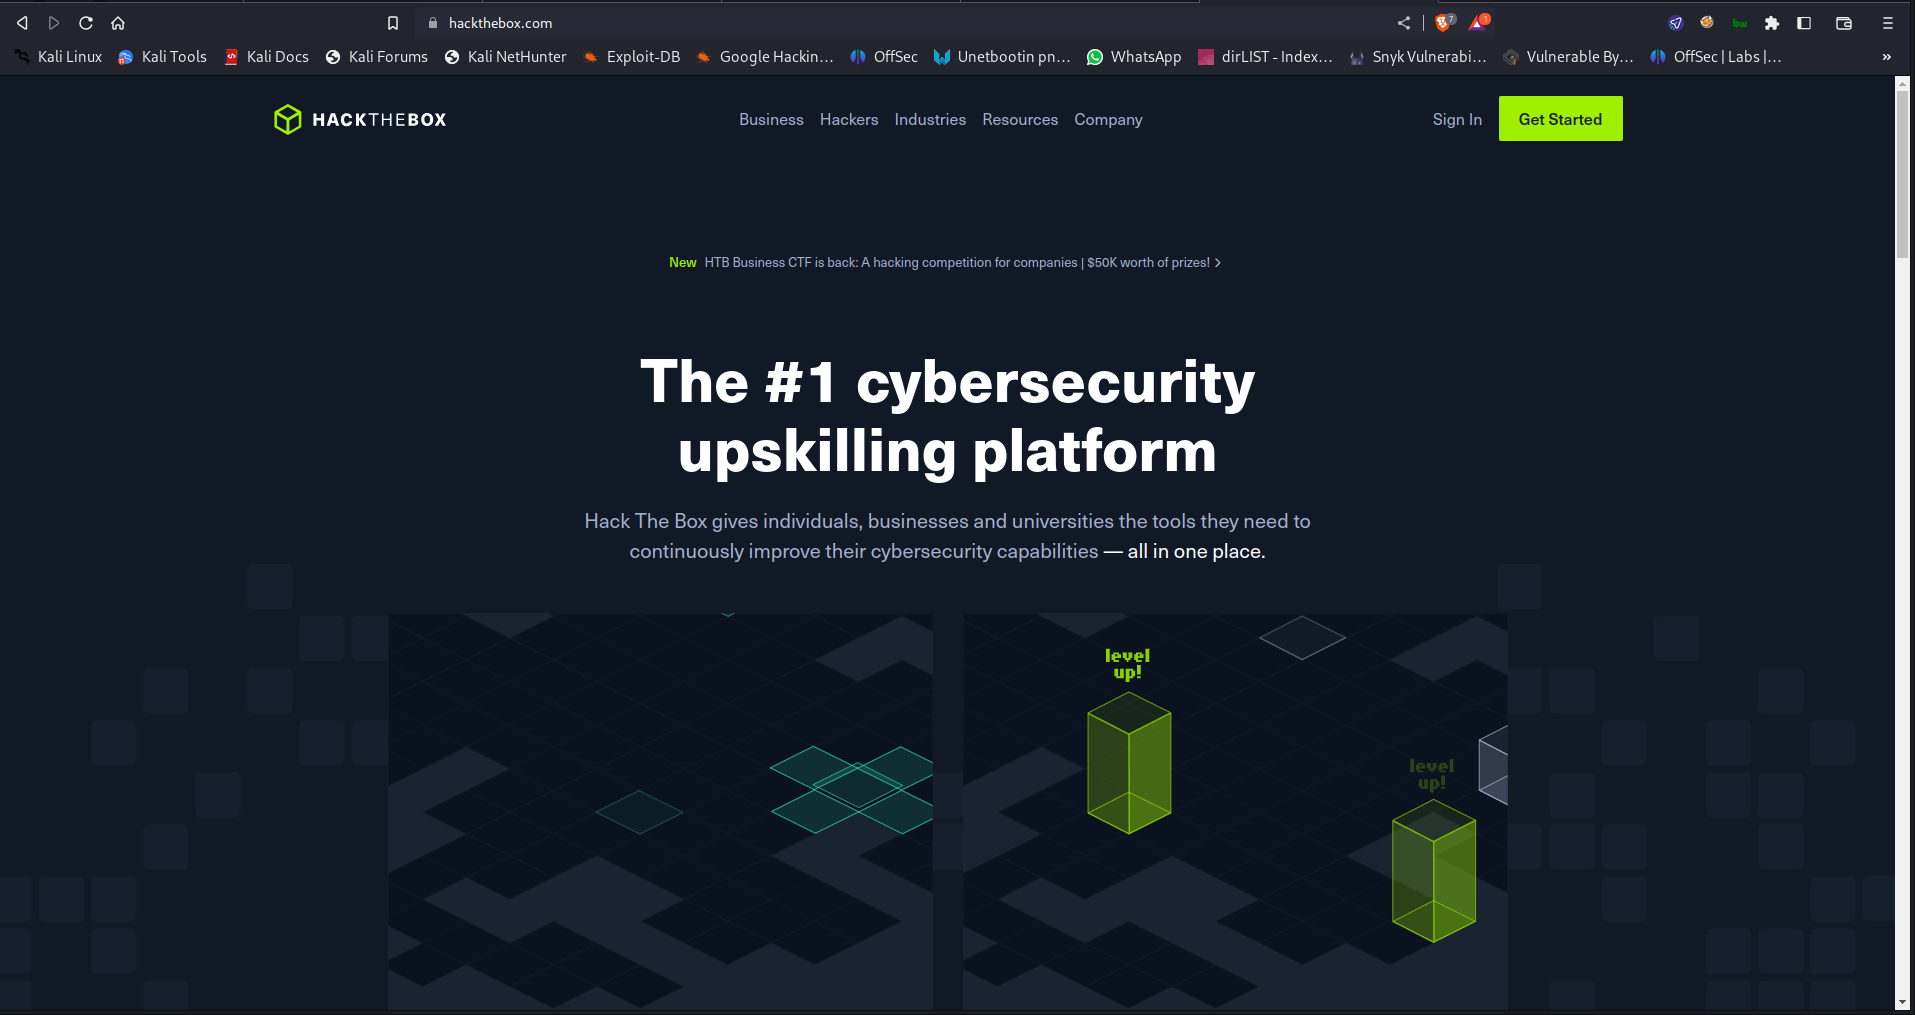 hackthebox.com
7
1
bw
Kali Linux Kali Tools Kali Docs Kali Forums Kali NetHunter Exploit-DB Google Hackin… OffSec Unetbootin pn… WhatsApp dirLIST - Index… Snyk Vulnerabi… Vulnerable By… OffSec | Labs |… »
HACKTHEBOX Business Hackers Industries Resources Company Sign In Get Started
New HTB Business CTF is back: A hacking competition for companies | $50K worth of prizes!
The #1 cybersecurity
upskilling platform
Hack The Box gives individuals, businesses and universities the tools they need to
continuously improve their cybersecurity capabilities — all in one place.
level
up!
level
up!